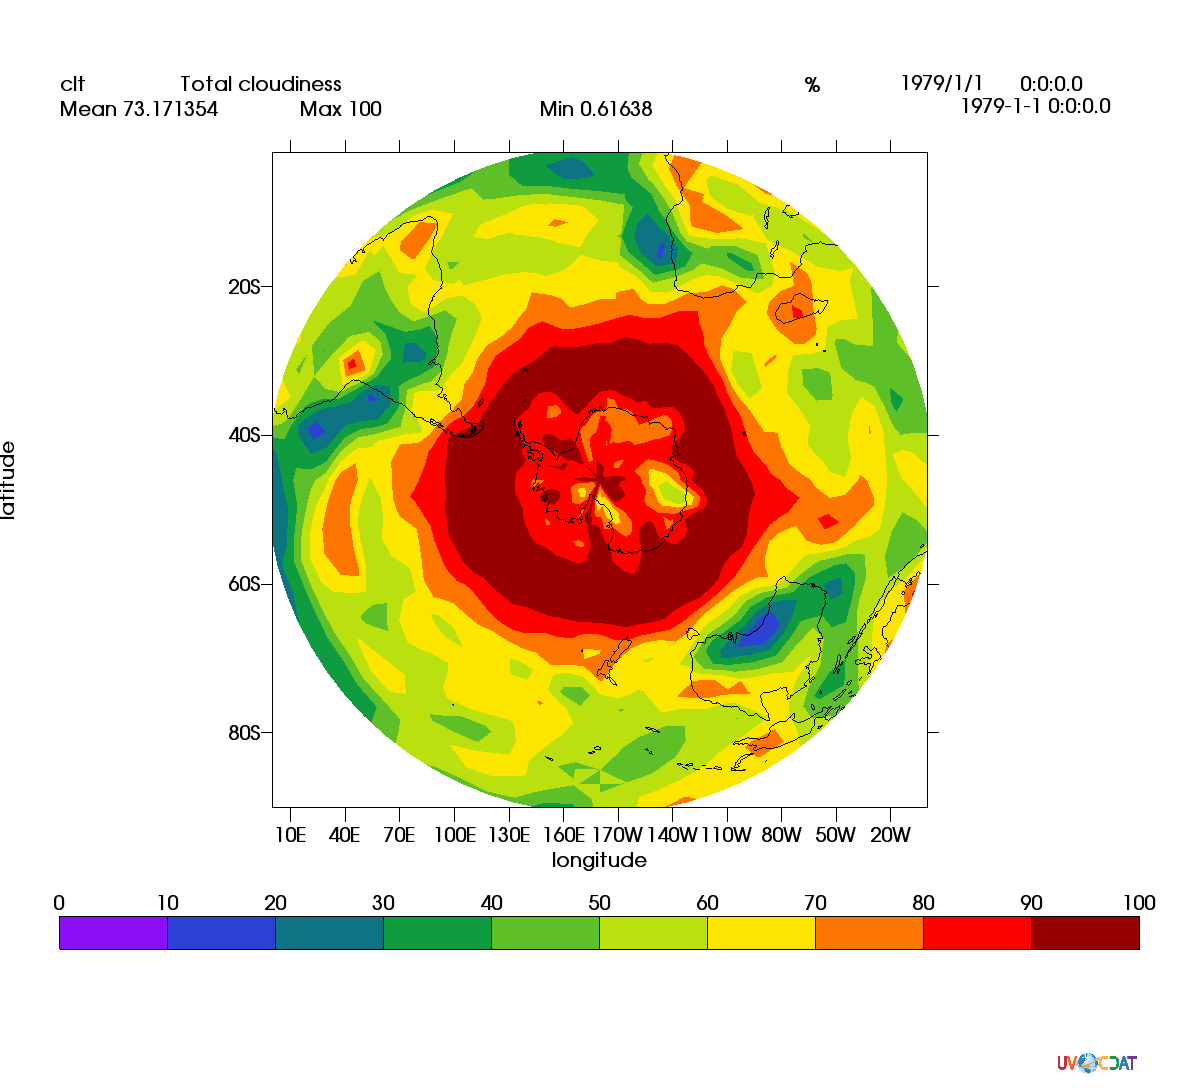 clt Total cloudiness % 1979/1/1 0:0:0.0
Mean 73.171354 Max 100 Min 0.61638 1979-1-1 0:0:0.0
20S
40S
latitude
60S
80S
10E 40E 70E 100E 130E 160E 170W 140W 110W 80W 50W 20W
longitude
0 10 20 30 40 50 60 70 80 90 100
UV CDAT